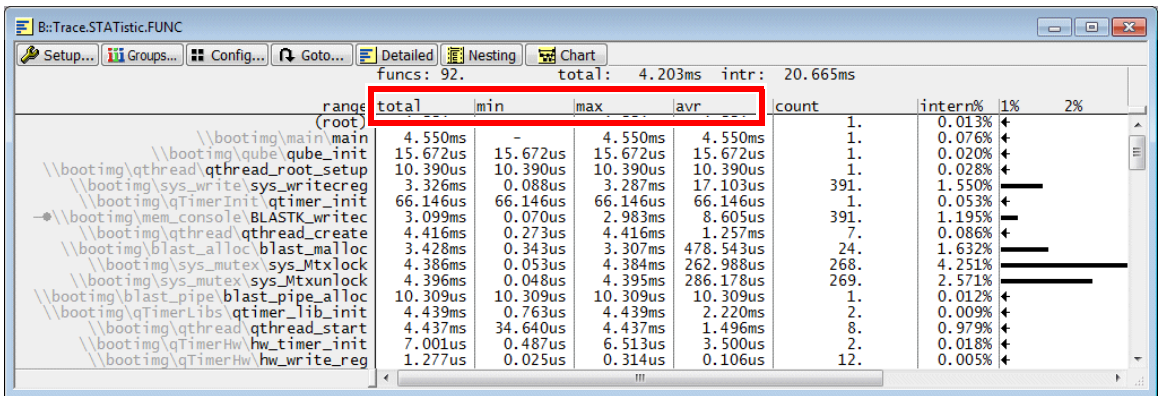 B::Trace.STATistic.FUNC
Setup... Groups... Config... Goto... Detailed Nesting Chart
funcs: 92. total: 4.203ms intr: 20.665ms
range total min max avr count intern% 1% 2%
(root) 1. 0.013%
\\bootimg\main\main 4.550ms - 4.550ms 4.550ms 1. 0.076%
\\bootimg\qube\qube_init 15.672us 15.672us 15.672us 15.672us 1. 0.020%
\\bootimg\qthread\qthread_root_setup 10.390us 10.390us 10.390us 10.390us 1. 0.028%
\\bootimg\sys_write\sys_writecreg 3.326ms 0.088us 3.287ms 17.103us 391. 1.550%
\\bootimg\qTimerInit\qtimer_init 66.146us 66.146us 66.146us 66.146us 1. 0.053%
\\bootimg\mem_console\BLASTK_writec 3.099ms 0.070us 2.983ms 8.605us 391. 1.195%
\\bootimg\qthread\qthread_create 4.416ms 0.273us 4.416ms 1.257ms 7. 0.086%
\\bootimg\blast_alloc\blast_malloc 3.428ms 0.343us 3.307ms 478.543us 24. 1.632%
\\bootimg\sys_mutex\sys_Mtxlock 4.386ms 0.053us 4.384ms 262.988us 268. 4.251%
\\bootimg\sys_mutex\sys_Mtxunlock 4.396ms 0.048us 4.395ms 286.178us 269. 2.571%
\\bootimg\blast_pipe\blast_pipe_alloc 10.309us 10.309us 10.309us 10.309us 1. 0.012%
\\bootimg\qTimerLibs\qtimer_lib_init 4.439ms 0.763us 4.439ms 2.220ms 2. 0.009%
\\bootimg\qthread\qthread_start 4.437ms 34.640us 4.437ms 1.496ms 8. 0.979%
\\bootimg\qTimerHw\hw_timer_init 7.001us 0.487us 6.513us 3.500us 2. 0.018%
\\bootimg\qTimerHw\hw_write_reg 1.277us 0.025us 0.314us 0.106us 12. 0.005%